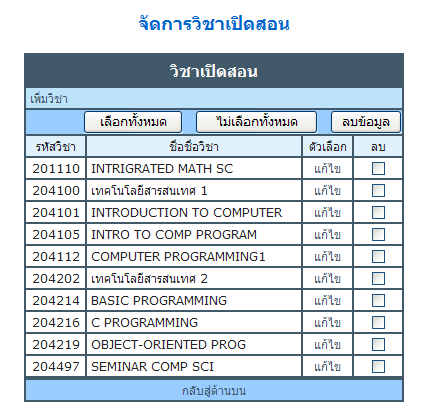 จัดการวิชาเปิดสอน
วิชาเปิดสอน
เพิ่มวิชา
เลือกทั้งหมด ไม่เลือกทั้งหมด ลบข้อมูล
รหัสวิชา ชื่อชื่อวิชา ตัวเลือก ลบ
201110 INTRIGRATED MATH SC แก้ไข
204100 เทคโนโลยีสารสนเทศ 1 แก้ไข
204101 INTRODUCTION TO COMPUTER แก้ไข
204105 INTRO TO COMP PROGRAM แก้ไข
204112 COMPUTER PROGRAMMING1 แก้ไข
204202 เทคโนโลยีสารสนเทศ 2 แก้ไข
204214 BASIC PROGRAMMING แก้ไข
204216 C PROGRAMMING แก้ไข
204219 OBJECT-ORIENTED PROG แก้ไข
204497 SEMINAR COMP SCI แก้ไข
กลับสู่ด้านบน